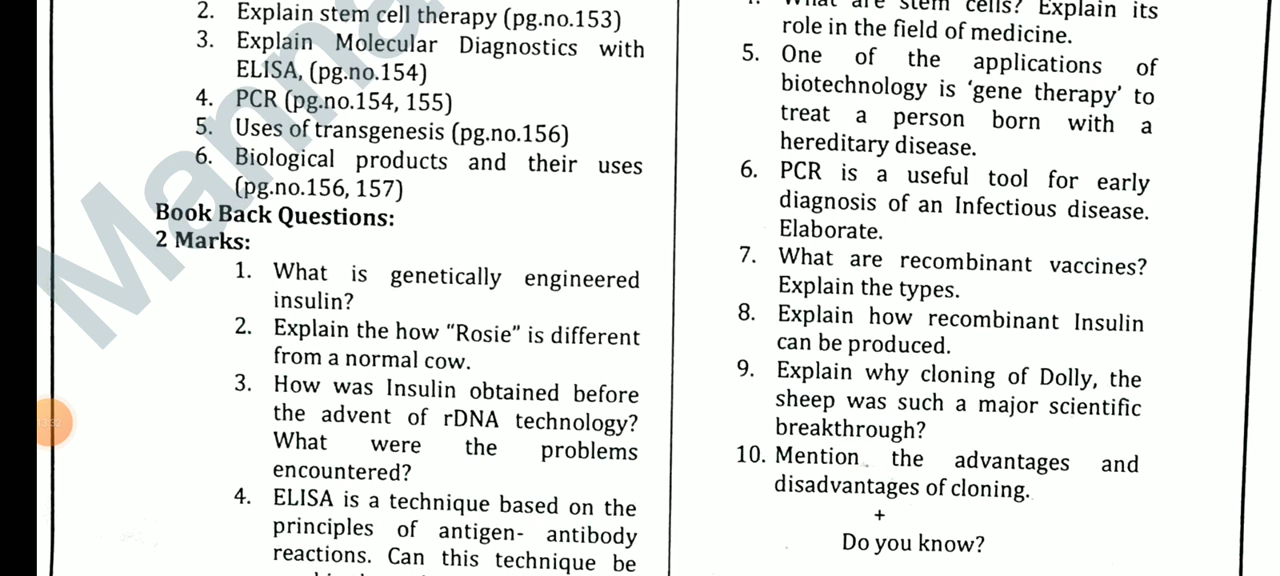 2. Explain stem cell therapy (pg.no.153)
3. Explain Molecular Diagnostics with
ELISA, (pg.no.154)
4. PCR (pg.no.154, 155)
5. Uses of transgenesis (pg.no.156)
6. Biological products and their uses
(pg.no.156, 157)
Book Back Questions:
2 Marks:
1. What is genetically engineered
insulin?
2. Explain the how “Rosie” is different
from a normal cow.
3. How was Insulin obtained before
the advent of rDNA technology?
What were the problems
encountered?
4. ELISA is a technique based on the
principles of antigen- antibody
reactions. Can this technique be
What are stem cells? Explain its
role in the field of medicine.
5. One of the applications of
biotechnology is ‘gene therapy’ to
treat a person born with a
hereditary disease.
6. PCR is a useful tool for early
diagnosis of an Infectious disease.
Elaborate.
7. What are recombinant vaccines?
Explain the types.
8. Explain how recombinant Insulin
can be produced.
9. Explain why cloning of Dolly, the
sheep was such a major scientific
breakthrough?
10. Mention the advantages and
disadvantages of cloning.
+
Do you know?